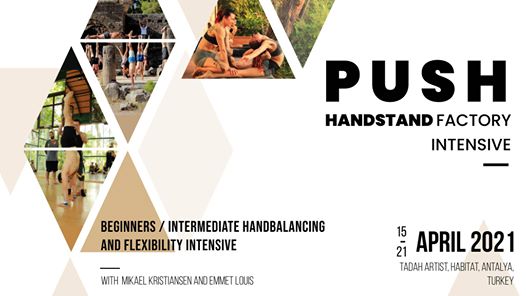 PUSH
HANDSTAND FACTORY
INTENSIVE
BEGINNERS / INTERMEDIATE HANDBALANCING
AND FLEXIBILITY INTENSIVE
WITH MIKAEL KRISTIANSEN AND EMMET LOUIS
15
-
21
APRIL 2021
TADAH ARTIST, HABITAT, ANTALYA,
TURKEY